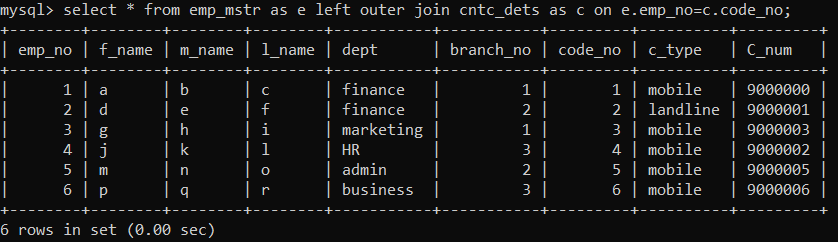 mysql> select * from emp_mstr as e left outer join cntc_dets as c on e.emp_no=c.code_no;
+--------+--------+--------+--------+-----------+-----------+---------+----------+---------+
| emp_no | f_name | m_name | l_name | dept      | branch_no | code_no | c_type   | C_num   |
+--------+--------+--------+--------+-----------+-----------+---------+----------+---------+
|      1 | a      | b      | c      | finance   |         1 |       1 | mobile   | 9000000 |
|      2 | d      | e      | f      | finance   |         2 |       2 | landline | 9000001 |
|      3 | g      | h      | i      | marketing |         1 |       3 | mobile   | 9000003 |
|      4 | j      | k      | l      | HR        |         3 |       4 | mobile   | 9000002 |
|      5 | m      | n      | o      | admin     |         2 |       5 | mobile   | 9000005 |
|      6 | p      | q      | r      | business  |         3 |       6 | mobile   | 9000006 |
+--------+--------+--------+--------+-----------+-----------+---------+----------+---------+
6 rows in set (0.00 sec)